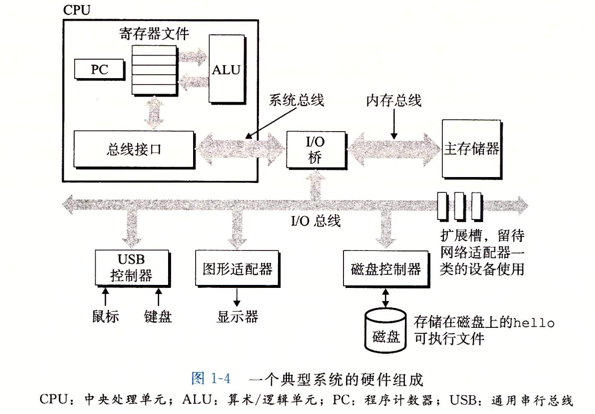 CPU
寄存器文件
PC
ALU
系统总线
内存总线
总线接口
I/O
桥
主存储器
I/O 总线
扩展槽，留待
网络适配器一
类的设备使用
USB
控制器
图形适配器
磁盘控制器
鼠标
键盘
显示器
磁盘
存储在磁盘上的hello
可执行文件
图 1-4 一个典型系统的硬件组成
CPU：中央处理单元；ALU：算术/逻辑单元；PC：程序计数器；USB：通用串行总线